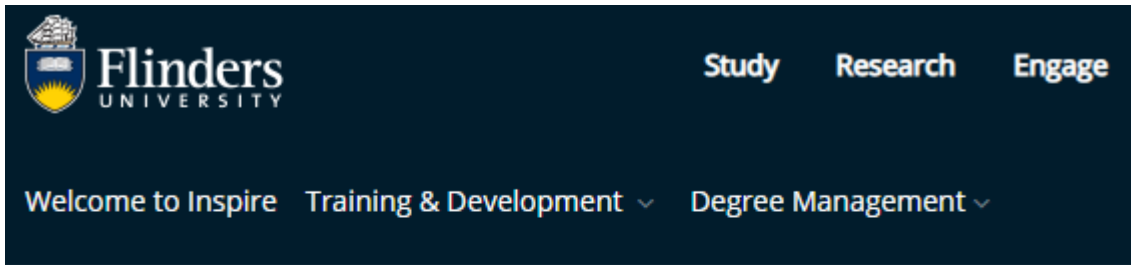 Flinders
UNIVERSITY
Study Research Engage
Welcome to Inspire Training & Development Degree Management